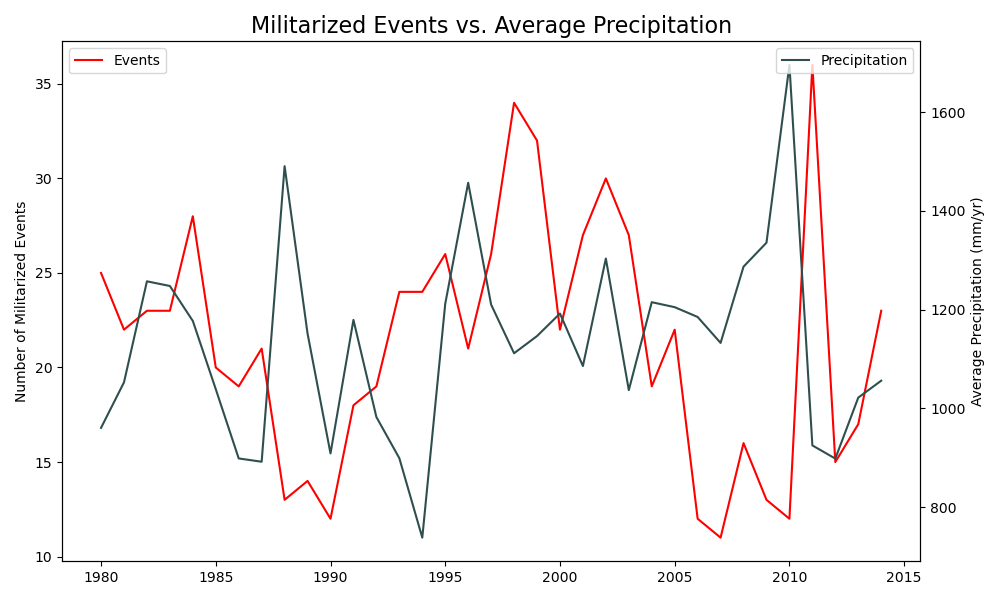 Militarized Events vs. Average Precipitation
Events
Precipitation
Number of Militarized Events
35
30
25
20
15
10
Average Precipitation (mm/yr)
1600
1400
1200
1000
800
1980 1985 1990 1995 2000 2005 2010 2015